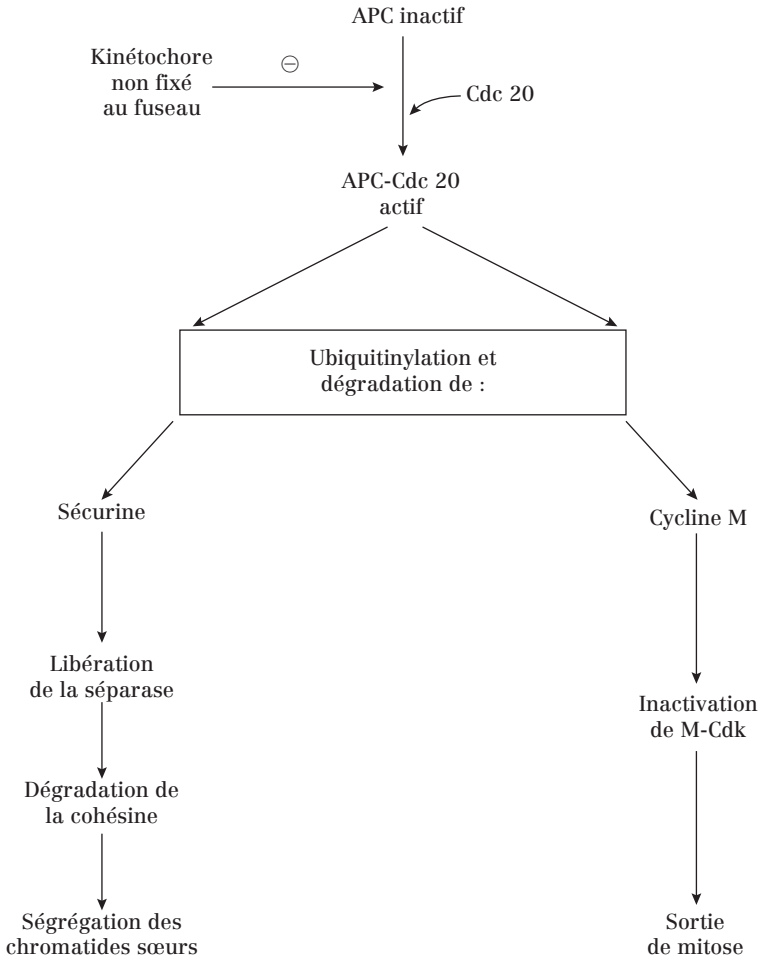 APC inactif
Kinétochore
non fixé
au fuseau
⊖
Cdc 20
APC-Cdc 20
actif
Ubiquitinylation et
dégradation de :
Sécurine
Cycline M
Libération
de la séparase
Inactivation
de M-Cdk
Dégradation de
la cohésine
Ségrégation des
chromatides sœurs
Sortie
de mitose